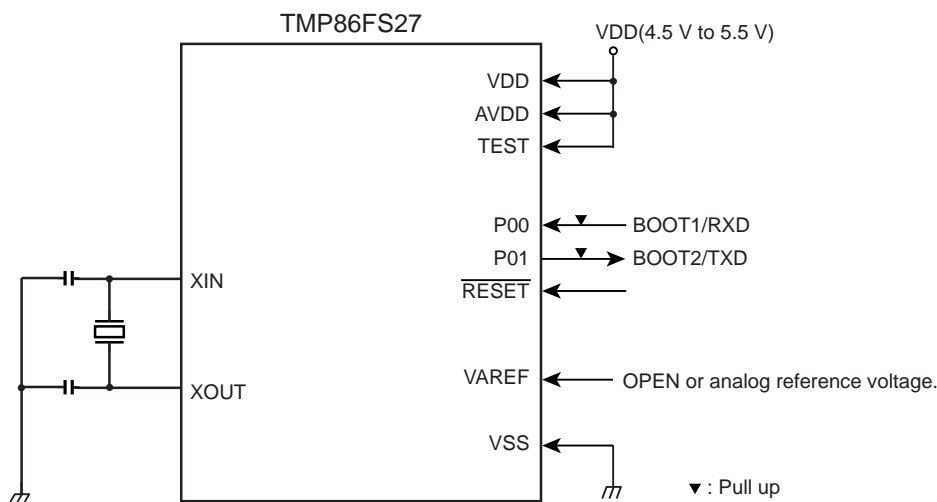 TMP86FS27
VDD(4.5 V to 5.5 V)
VDD
AVDD
TEST
P00
BOOT1/RXD
P01
BOOT2/TXD
RESET
XIN
XOUT
VAREF
OPEN or analog reference voltage.
VSS
▼ : Pull up